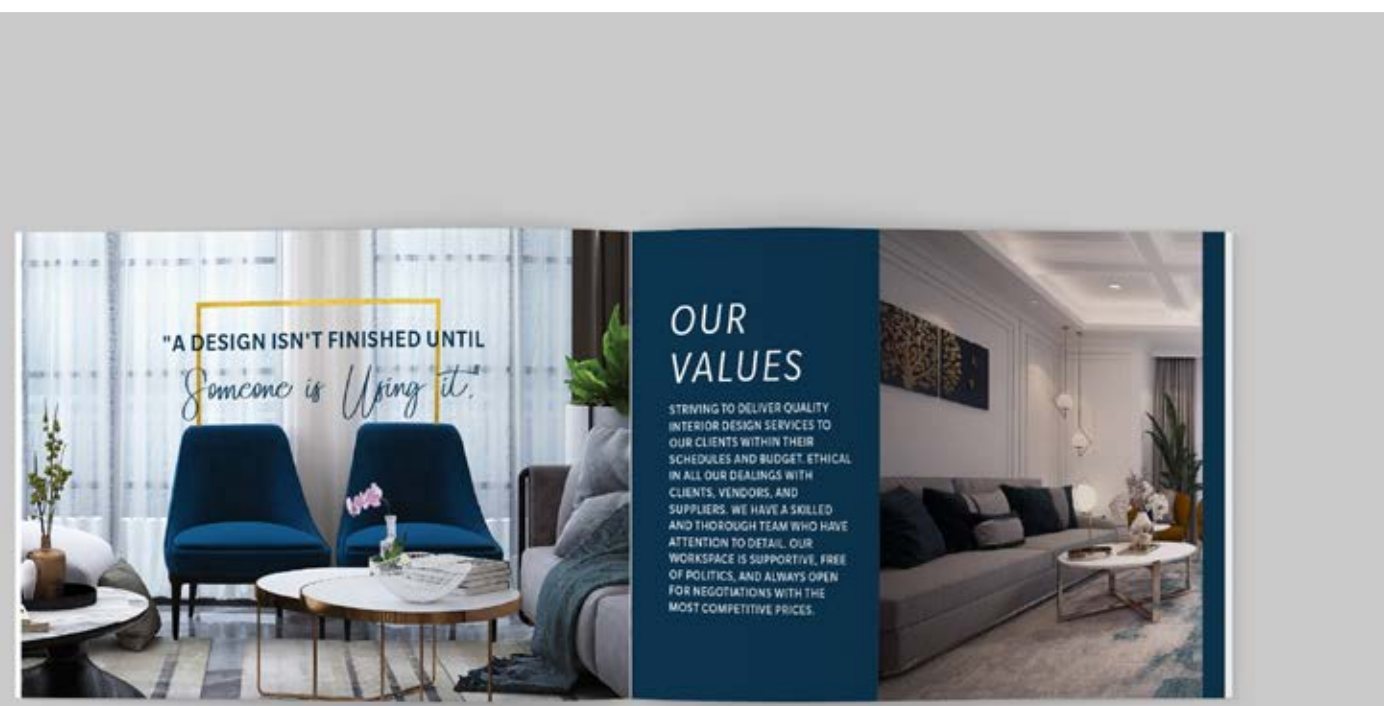 "A DESIGN ISN'T FINISHED UNTIL
Someone is Using it."
OUR
VALUES
STRIVING TO DELIVER QUALITY
INTERIOR DESIGN SERVICES TO
OUR CLIENTS WITHIN THEIR
SCHEDULES AND BUDGET. ETHICAL
IN ALL OUR DEALINGS WITH
CLIENTS, VENDORS, AND
SUPPLIERS. WE HAVE A SKILLED
AND THOROUGH TEAM WHO HAVE
ATTENTION TO DETAIL. OUR
WORKSPACE IS SUPPORTIVE, FREE
OF POLITICS, AND ALWAYS OPEN
FOR NEGOTIATIONS WITH THE
MOST COMPETITIVE PRICES.